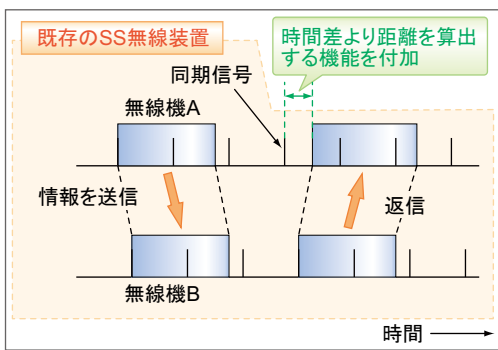 既存のSS無線装置
時間差より距離を算出
する機能を付加
同期信号
無線機A
情報を送信
返信
無線機B
時間